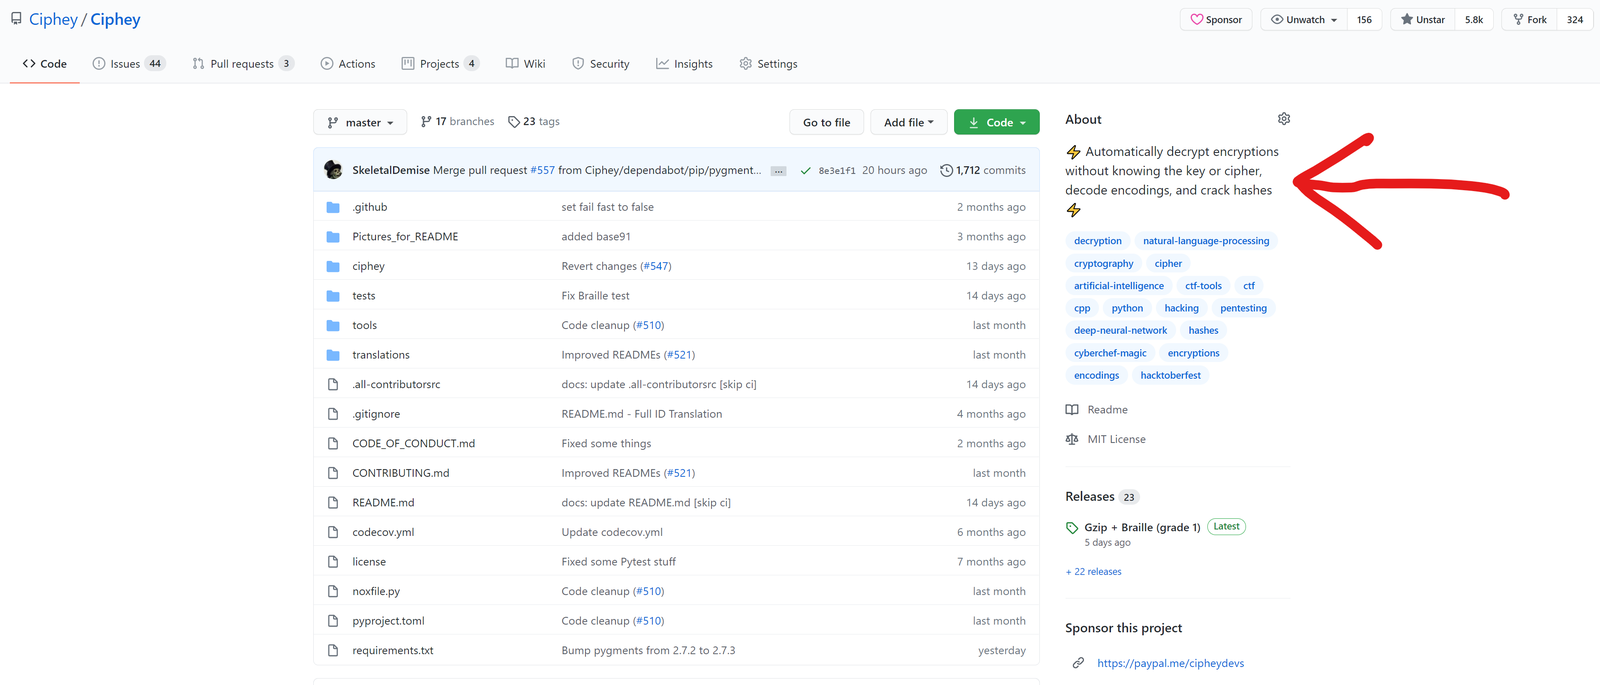 Ciphey / Ciphey
Sponsor
Unwatch 156
Unstar 5.8k
Fork 324
Code
Issues 44
Pull requests 3
Actions
Projects 4
Wiki
Security
Insights
Settings
master
17 branches
23 tags
Go to file
Add file
Code
SkeletalDemise Merge pull request #557 from Ciphey/dependabot/pip/pygment... ... 8e3e1f1 20 hours ago 1,712 commits
.github set fail fast to false 2 months ago
Pictures_for_README added base91 3 months ago
ciphey Revert changes (#547) 13 days ago
tests Fix Braille test 14 days ago
tools Code cleanup (#510) last month
translations Improved READMEs (#521) last month
.all-contributorsrc docs: update .all-contributorsrc [skip ci] 14 days ago
.gitignore README.md - Full ID Translation 4 months ago
CODE_OF_CONDUCT.md Fixed some things 2 months ago
CONTRIBUTING.md Improved READMEs (#521) last month
README.md docs: update README.md [skip ci] 14 days ago
codecov.yml Update codecov.yml 6 months ago
license Fixed some Pytest stuff 7 months ago
noxfile.py Code cleanup (#510) last month
pyproject.toml Code cleanup (#510) last month
requirements.txt Bump pygments from 2.7.2 to 2.7.3 yesterday
About
⚡ Automatically decrypt encryptions
without knowing the key or cipher,
decode encodings, and crack hashes
⚡
decryption natural-language-processing
cryptography cipher
artificial-intelligence ctf-tools ctf
cpp python hacking pentesting
deep-neural-network hashes
cyberchef-magic encryptions
encodings hacktoberfest
Readme
MIT License
Releases 23
Gzip + Braille (grade 1) Latest
5 days ago
+ 22 releases
Sponsor this project
https://paypal.me/cipheydevs